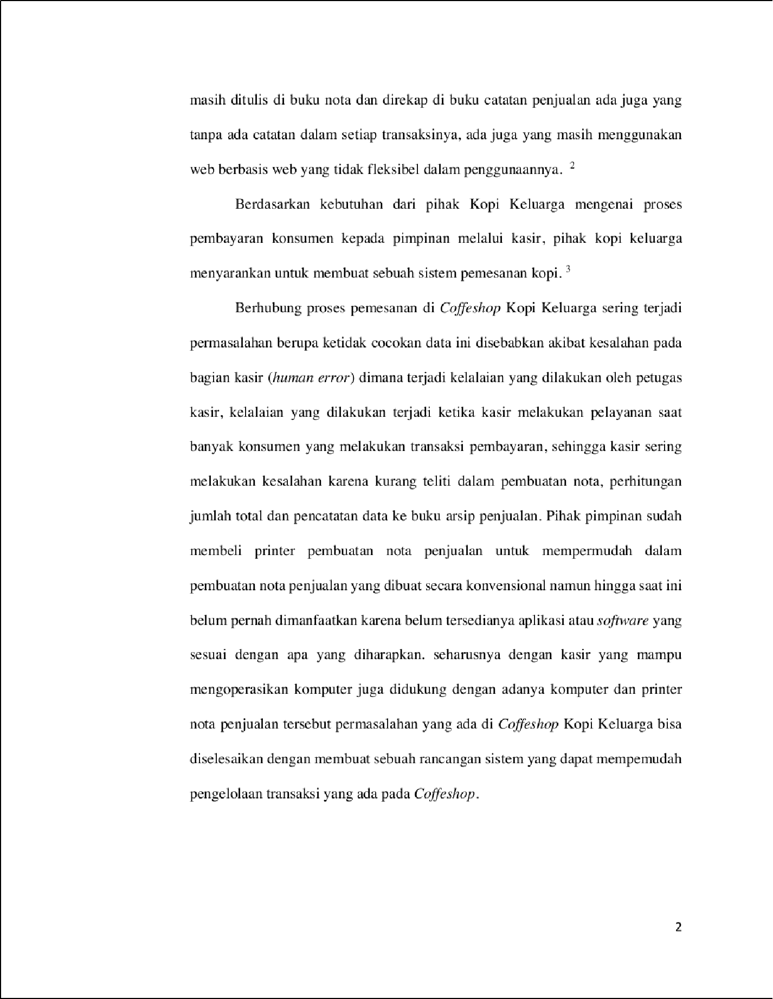 masih ditulis di buku nota dan direkap di buku catatan penjualan ada juga yang
tanpa ada catatan dalam setiap transaksinya, ada juga yang masih menggunakan
web berbasis web yang tidak fleksibel dalam penggunaannya. 2
Berdasarkan kebutuhan dari pihak Kopi Keluarga mengenai proses
pembayaran konsumen kepada pimpinan melalui kasir, pihak kopi keluarga
menyarankan untuk membuat sebuah sistem pemesanan kopi. 3
Berhubung proses pemesanan di Coffeshop Kopi Keluarga sering terjadi
permasalahan berupa ketidak cocokan data ini disebabkan akibat kesalahan pada
bagian kasir (human error) dimana terjadi kelalaian yang dilakukan oleh petugas
kasir, kelalaian yang dilakukan terjadi ketika kasir melakukan pelayanan saat
banyak konsumen yang melakukan transaksi pembayaran, sehingga kasir sering
melakukan kesalahan karena kurang teliti dalam pembuatan nota, perhitungan
jumlah total dan pencatatan data ke buku arsip penjualan. Pihak pimpinan sudah
membeli printer pembuatan nota penjualan untuk mempermudah dalam
pembuatan nota penjualan yang dibuat secara konvensional namun hingga saat ini
belum pernah dimanfaatkan karena belum tersedianya aplikasi atau software yang
sesuai dengan apa yang diharapkan. seharusnya dengan kasir yang mampu
mengoperasikan komputer juga didukung dengan adanya komputer dan printer
nota penjualan tersebut permasalahan yang ada di Coffeshop Kopi Keluarga bisa
diselesaikan dengan membuat sebuah rancangan sistem yang dapat mempemudah
pengelolaan transaksi yang ada pada Coffeshop.
2